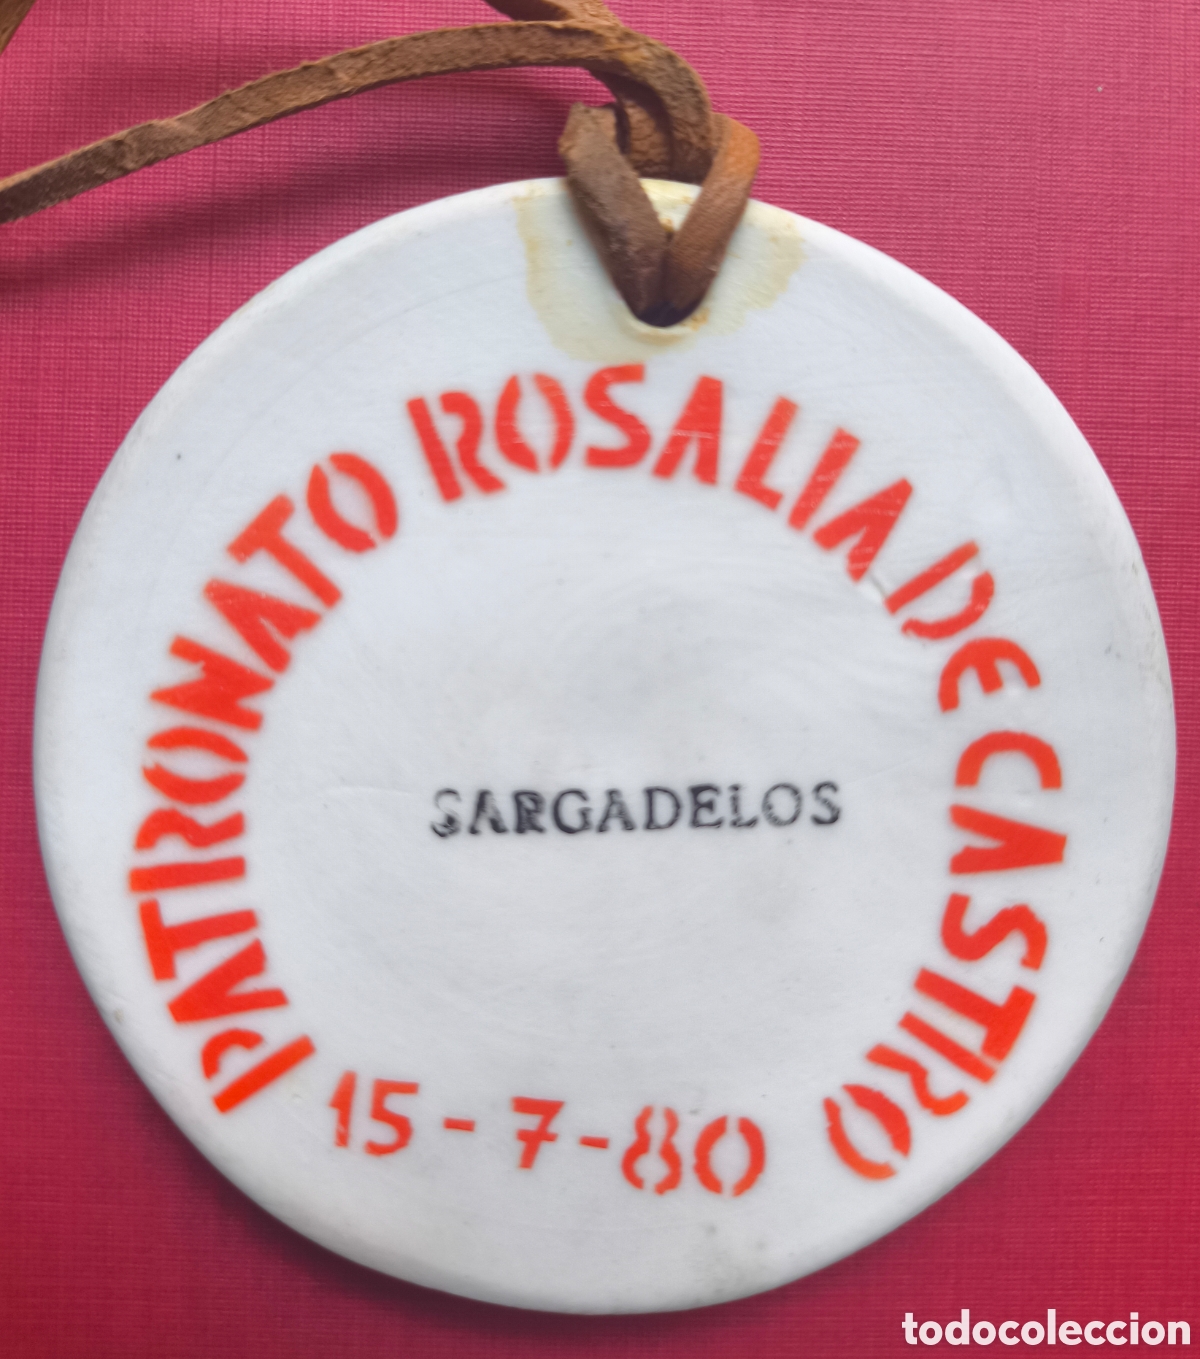 PATRONATO ROSALIA DE CASTRO
SARGADELOS
15-7-80
todocoleccion